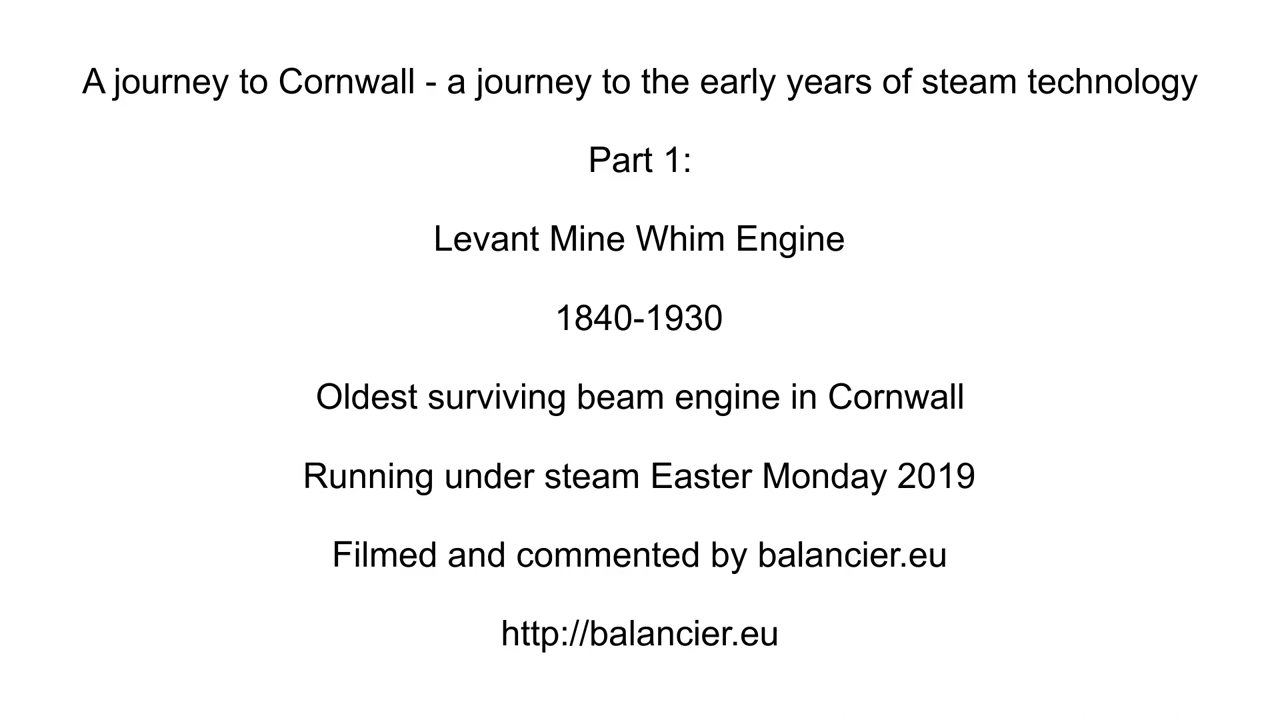 A journey to Cornwall - a journey to the early years of steam technology
Part 1:
Levant Mine Whim Engine
1840-1930
Oldest surviving beam engine in Cornwall
Running under steam Easter Monday 2019
Filmed and commented by balancier.eu
http://balancier.eu